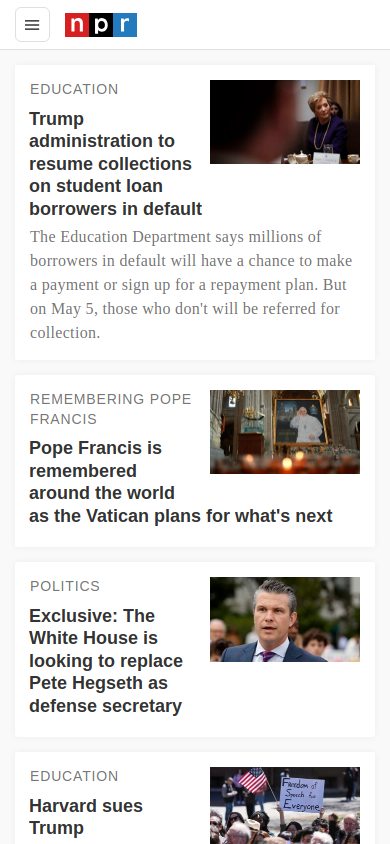 npr
EDUCATION
Trump
administration to
resume collections
on student loan
borrowers in default
The Education Department says millions of
borrowers in default will have a chance to make
a payment or sign up for a repayment plan. But
on May 5, those who don't will be referred for
collection.
REMEMBERING POPE
FRANCIS
Pope Francis is
remembered
around the world
as the Vatican plans for what's next
POLITICS
Exclusive: The
White House is
looking to replace
Pete Hegseth as
defense secretary
EDUCATION
Harvard sues
Trump
Freedom of
Speech for
Everyone